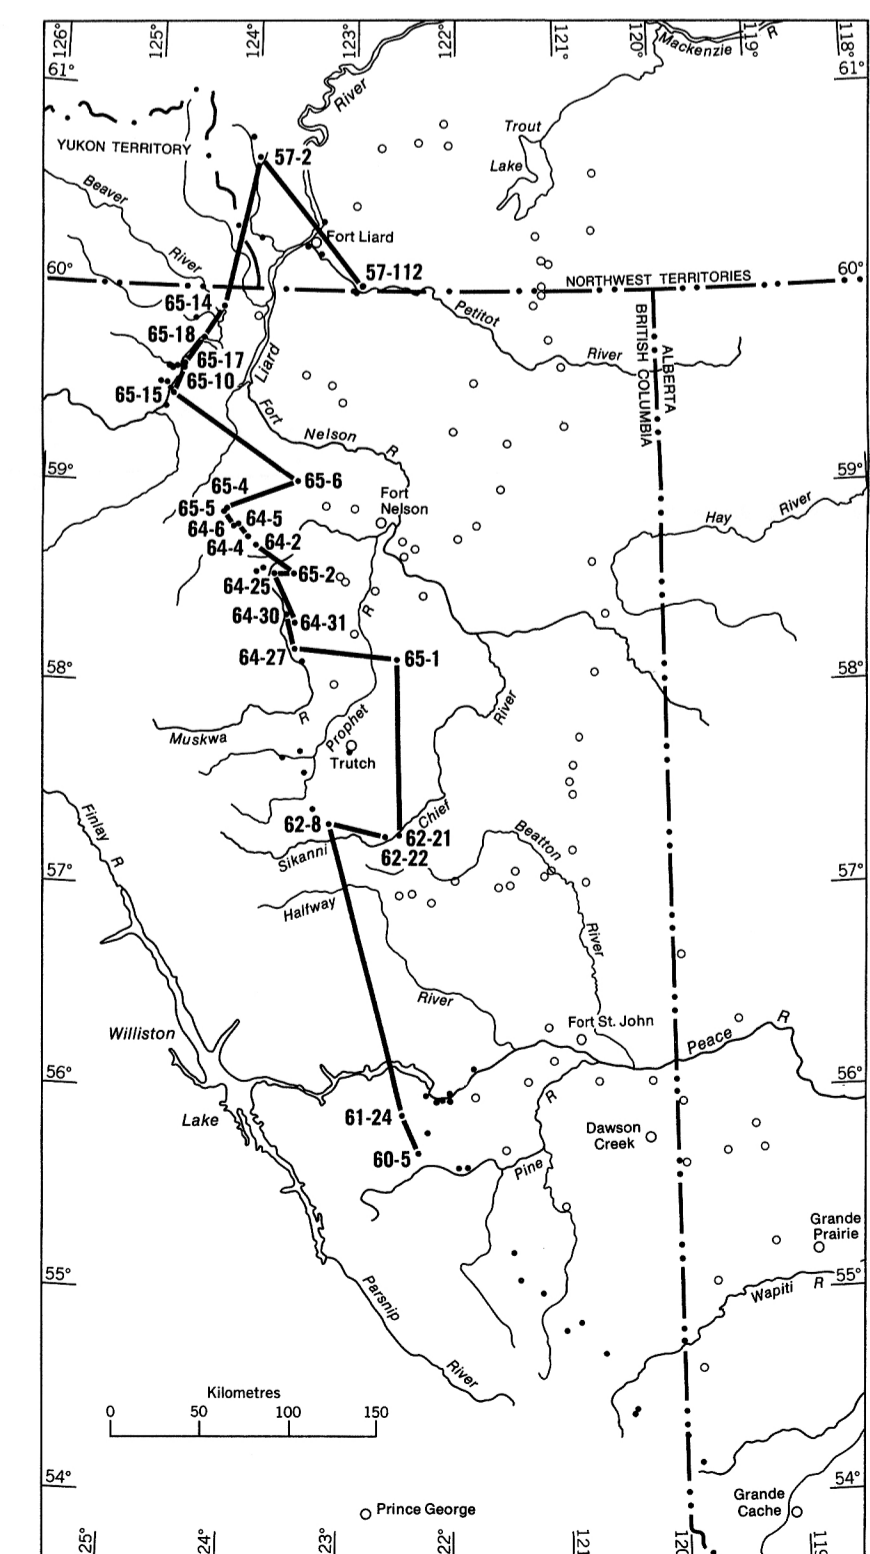 126° 125° 124° 123° 122° 121° 120° 119° 118°
Mackenzie R
61° 61°
River
Trout
Lake
YUKON TERRITORY
57-2
Beaver
River
Fort Liard
60° 57-112 60°
NORTHWEST TERRITORIES
65-14
Petitot
River
BRITISH COLUMBIA
ALBERTA
65-18
65-17
65-10
65-15
Liard
Fort
Nelson R
59° 65-6 59°
65-4
65-5
Fort
Nelson
64-5
64-6
64-4
64-2
Hay River
65-2
64-25
R
64-30
64-31
64-27
65-1
58° 58°
River
Muskwa R
Prophet
Trutch
Finlay R
62-8
Chief
62-21
62-22
Sikanni
Beatton
57° 57°
Halfway
River
River
Williston
Fort St. John
Peace R
56° 56°
Lake
61-24
R
Dawson
Creek
60-5
Pine
Grande
Prairie
55° 55°
Wapiti R
Parsnip
River
Kilometres
0 50 100 150
54° 54°
Prince George
Grande
Cache
25° 24° 23° 22° 121 120 119